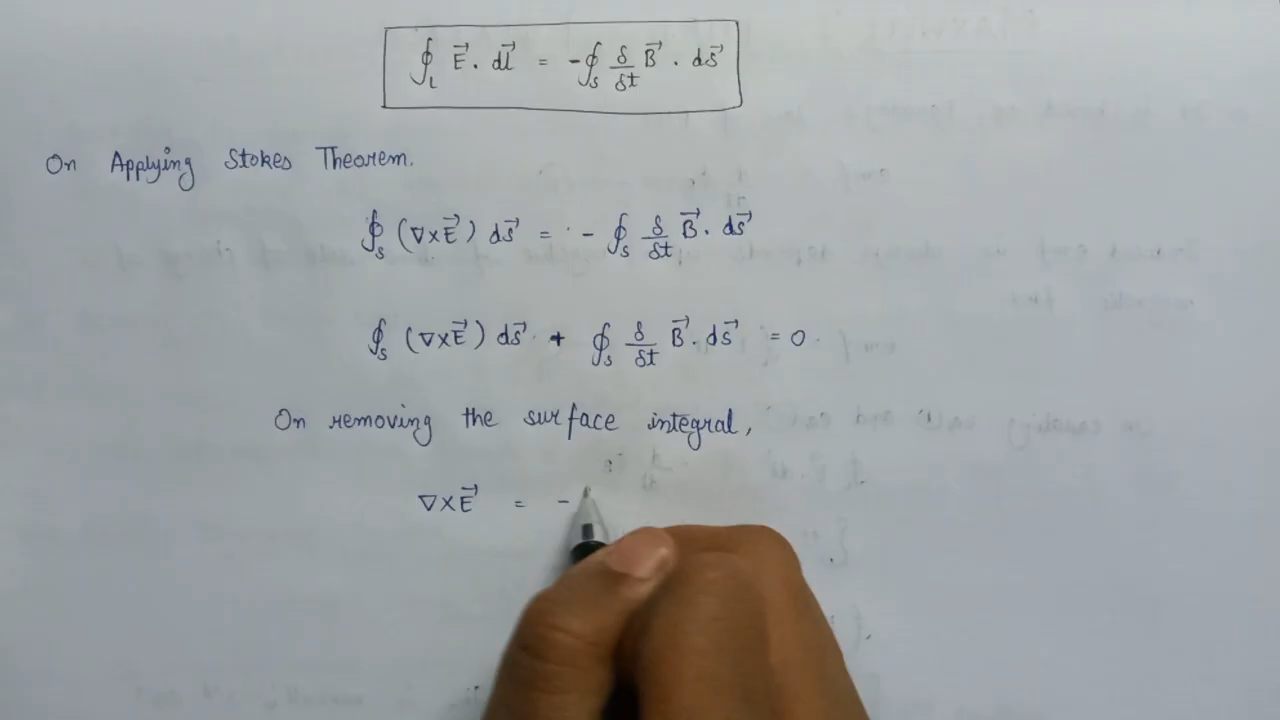 ∮_L E⃗ . dl⃗ = -∮_S δ/δt B⃗ . ds⃗
On Applying Stokes Theorem.
∮_S (∇×E⃗) ds⃗ = - ∮_S δ/δt B⃗ . ds⃗
∮_S (∇×E⃗) ds⃗ + ∮_S δ/δt B⃗ . ds⃗ = 0
On removing the surface integral,
∇×E⃗ = -